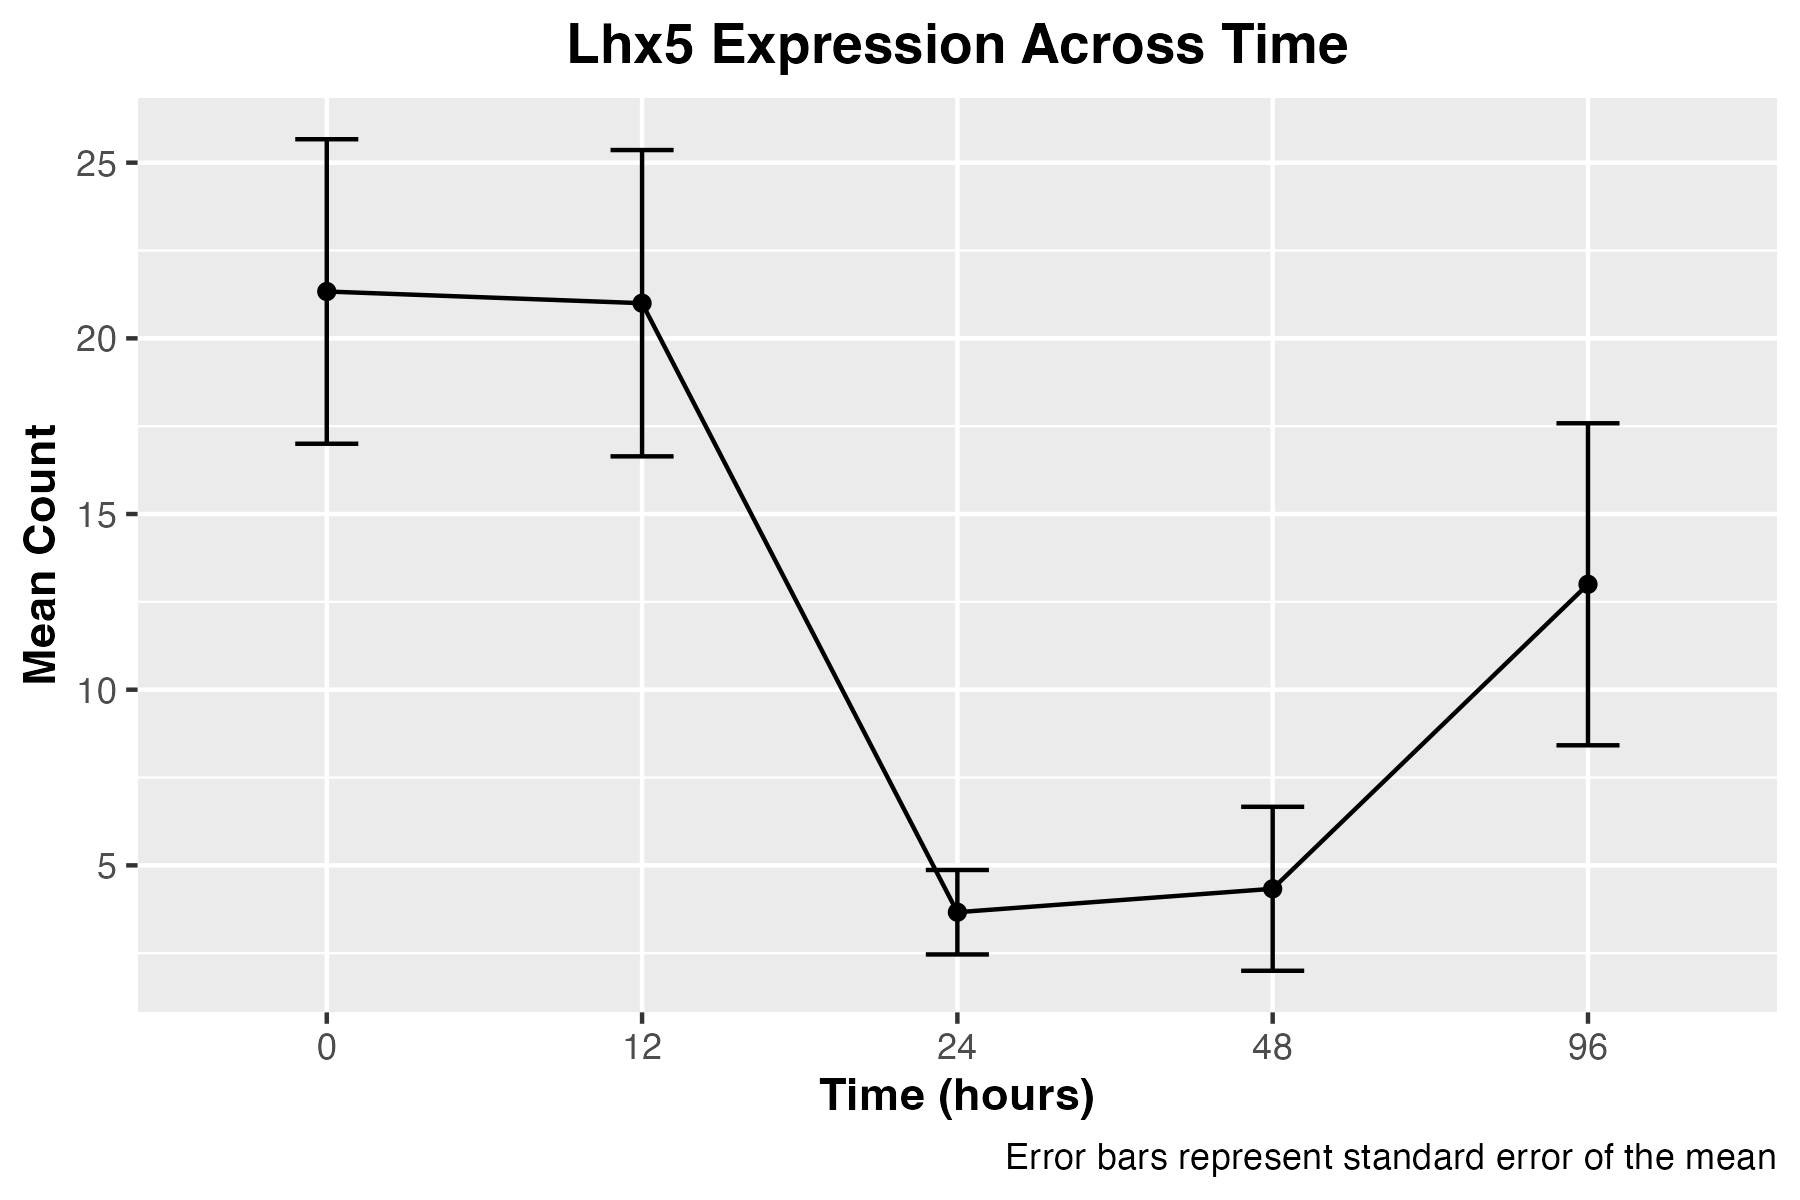 Lhx5 Expression Across Time
Mean Count
25
20
15
10
5
0 12 24 48 96
Time (hours)
Error bars represent standard error of the mean